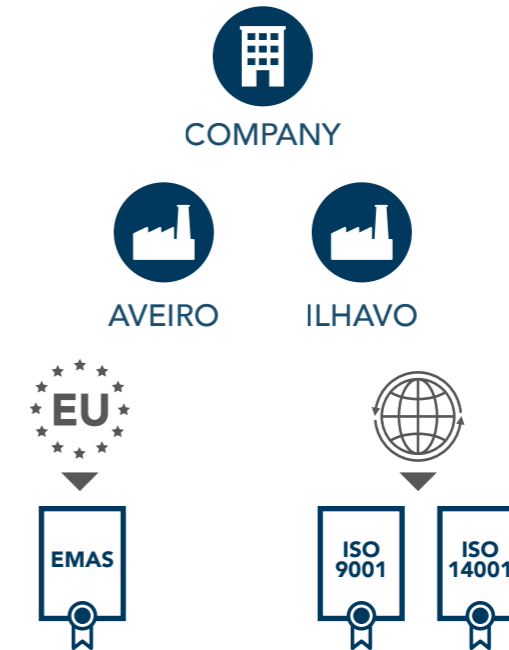 COMPANY
AVEIRO
ILHAVO
EU
EMAS
ISO
9001
ISO
14001